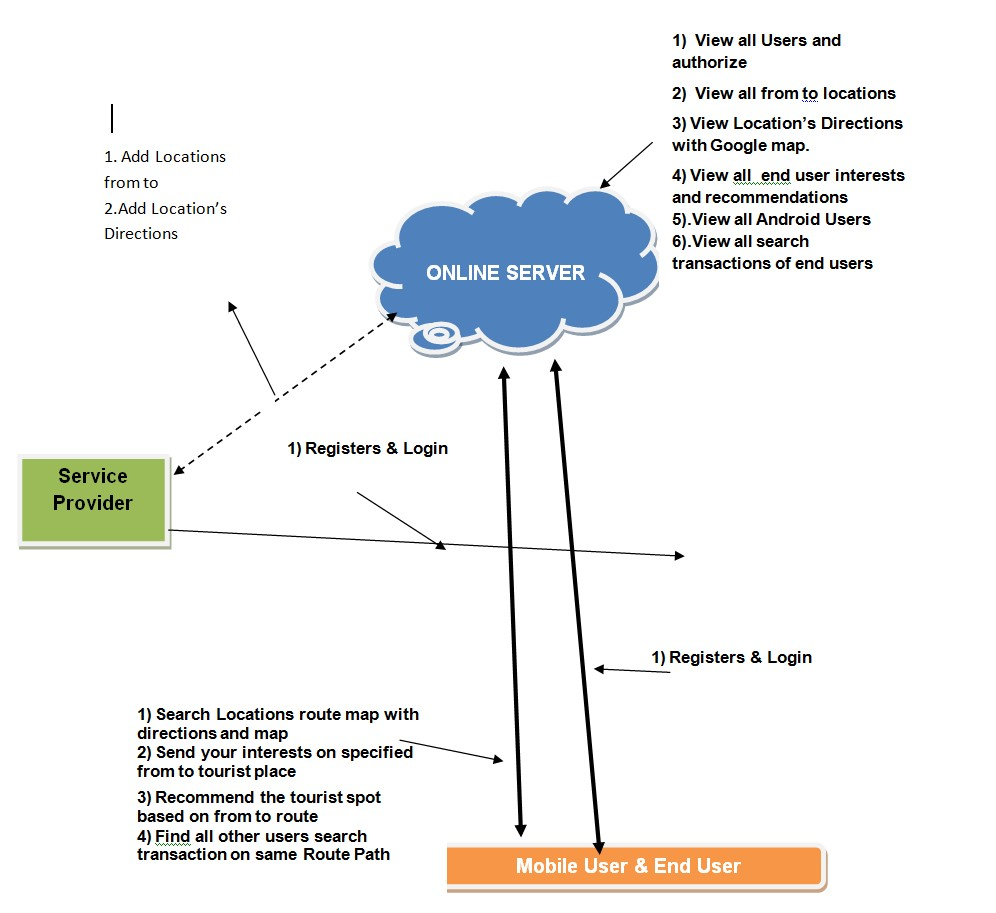 1) View all Users and
authorize
2) View all from to locations
3) View Location’s Directions
with Google map.
4) View all end user interests
and recommendations
5).View all Android Users
6).View all search
transactions of end users
1. Add Locations
from to
2.Add Location’s
Directions
ONLINE SERVER
1) Registers & Login
Service
Provider
1) Registers & Login
1) Search Locations route map with
directions and map
2) Send your interests on specified
from to tourist place
3) Recommend the tourist spot
based on from to route
4) Find all other users search
transaction on same Route Path
Mobile User & End User